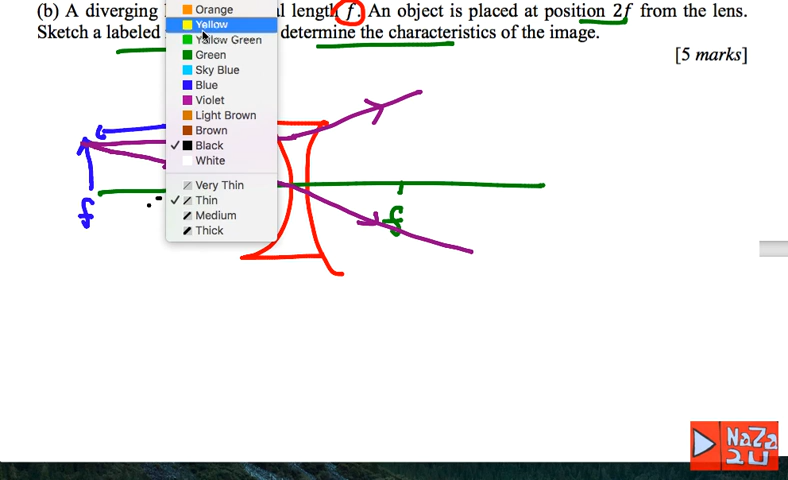 (b) A diverging l focal length f. An object is placed at position 2f from the lens.
Sketch a labeled determine the characteristics of the image.
[5 marks]
Orange
Yellow
Yellow Green
Green
Sky Blue
Blue
Violet
Light Brown
Brown
Black
White
Very Thin
Thin
Medium
Thick
f
f
NaZa
2U